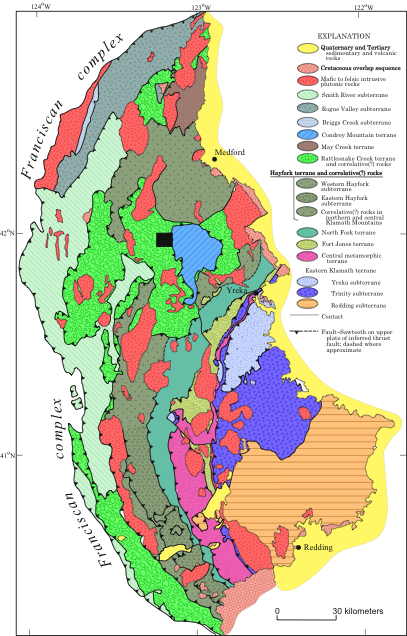 124°W
123°W
122°W
EXPLANATION
Quaternary and Tertiary
sedimentary and volcanic
rocks
Cretaceous overlap sequence
Mafic to felsic intrusive
plutonic rocks
Smith River subterrane
Rogue Valley subterrane
Briggs Creek subterrane
Condrey Mountain terrane
May Creek terrane
Rattlesnake Creek terrane
and correlative(?) rocks
Hayfork terrane and correlative(?) rocks
Western Hayfork
subterrane
Eastern Hayfork
subterrane
Correlative(?) rocks in
northern and central
Klamath Mountains
North Fork terrane
Fort Jones terrane
Central metamorphic
terrane
Eastern Klamath terrane
Yreka subterrane
Trinity subterrane
Redding subterrane
Contact
Fault–Sawteeth on upper
plate of inferred thrust
fault; dashed where
approximate
Franciscan complex
Medford
42°N
Yreka
41°N
Franciscan complex
Redding
0 30 kilometers